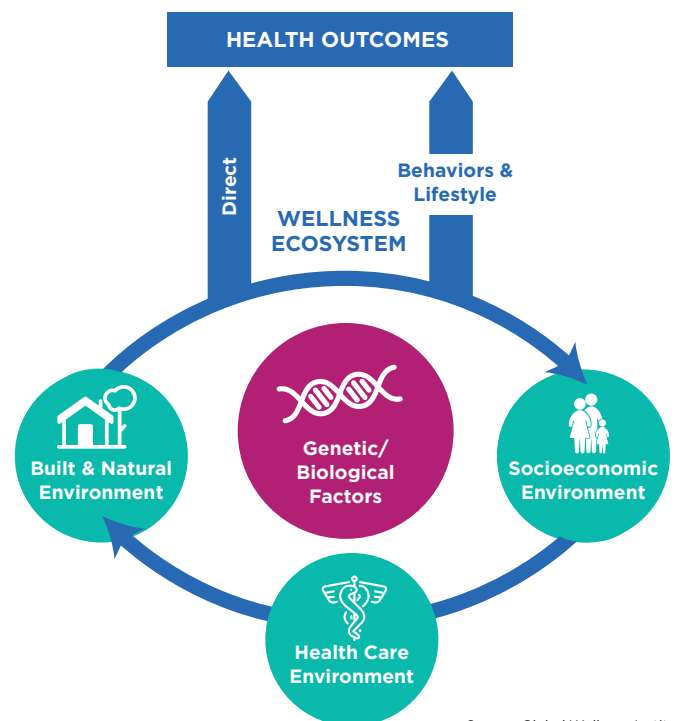 HEALTH OUTCOMES
Direct
Behaviors &
Lifestyle
WELLNESS
ECOSYSTEM
Genetic/
Biological
Factors
Built & Natural
Environment
Socioeconomic
Environment
Health Care
Environment